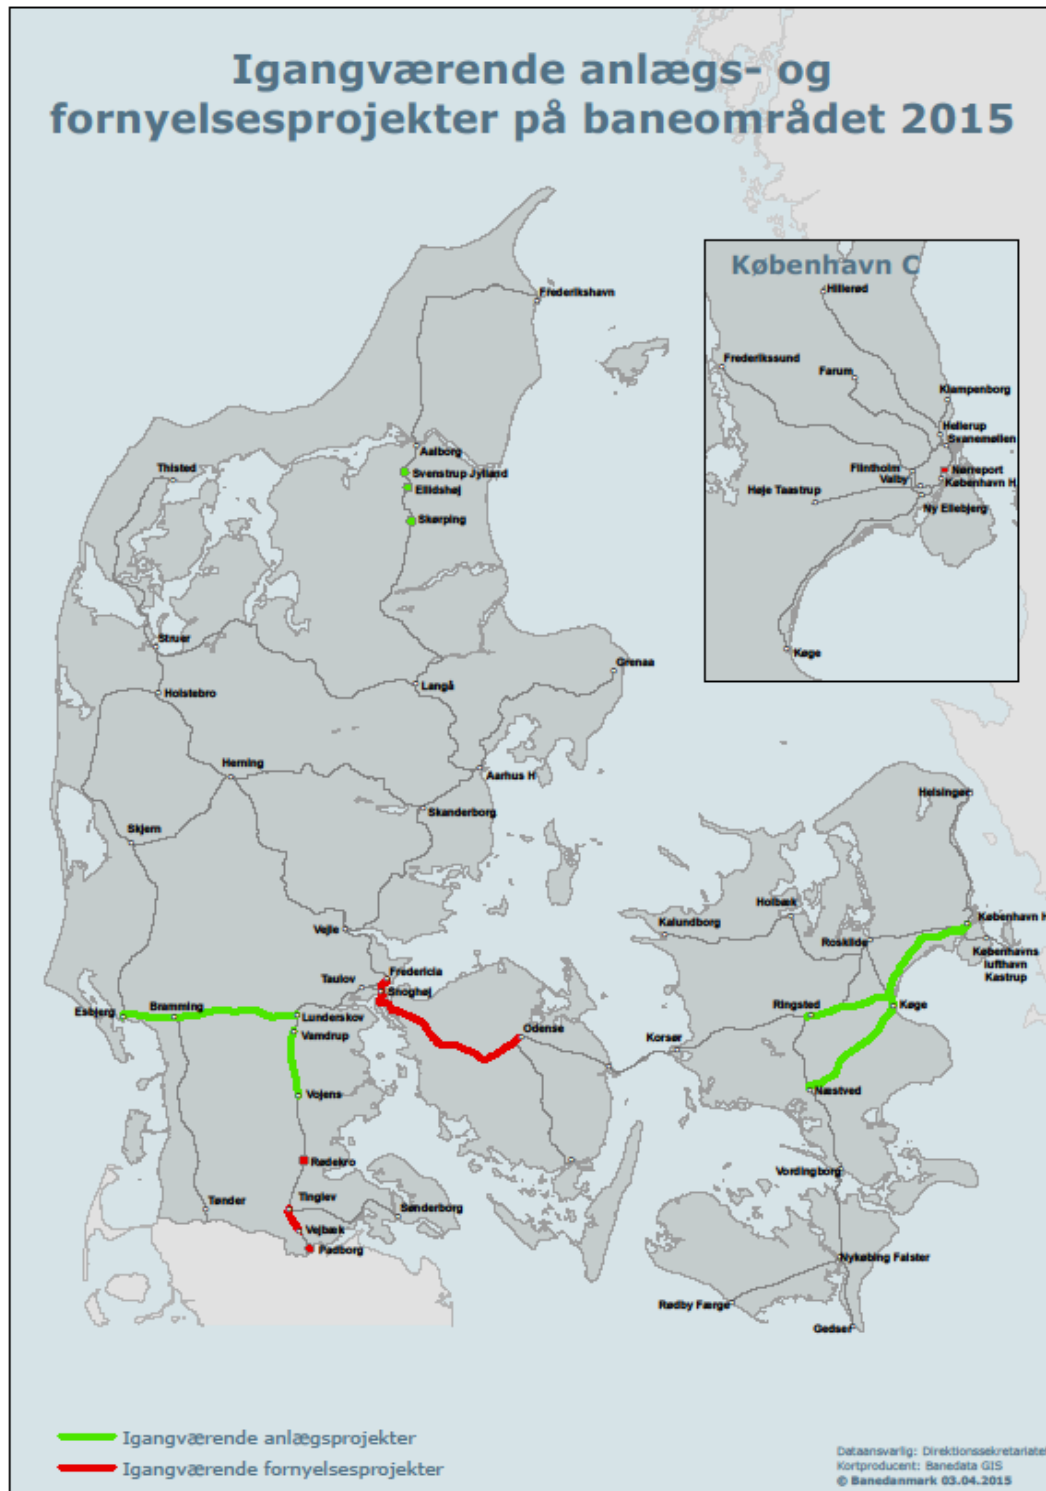 Igangværende anlægs- og
fornyelsesprojekter på baneområdet 2015
København C
Hillerød
Frederikssund
Farum
Klampenborg
Hellerup
Svanemøllen
Flintholm
Nørreport
Valby
København H
Høje Taastrup
Ny Ellebjerg
Køge
Frederikshavn
Aalborg
Thisted
Svenstrup Jylland
Ellidshøj
Skørping
Struer
Grenaa
Langå
Holstebro
Herning
Aarhus H
Skanderborg
Skjern
Helsingør
Holbæk
Kalundborg
København H
Vejle
Roskilde
Københavns
lufthavn
Kastrup
Fredericia
Taulov
Snoghøj
Bramming
Esbjerg
Lunderskov
Ringsted
Køge
Vamdrup
Odense
Korsør
Vojens
Næstved
Rødekro
Vordingborg
Tinglev
Tønder
Sønderborg
Vejbæk
Padborg
Nykøbing Falster
Rødby Færge
Gedser
Igangværende anlægsprojekter
Igangværende fornyelsesprojekter
Dataansvarlig: Direktionssekretariatet
Kortproducent: Banedata GIS
© Banedanmark 03.04.2015